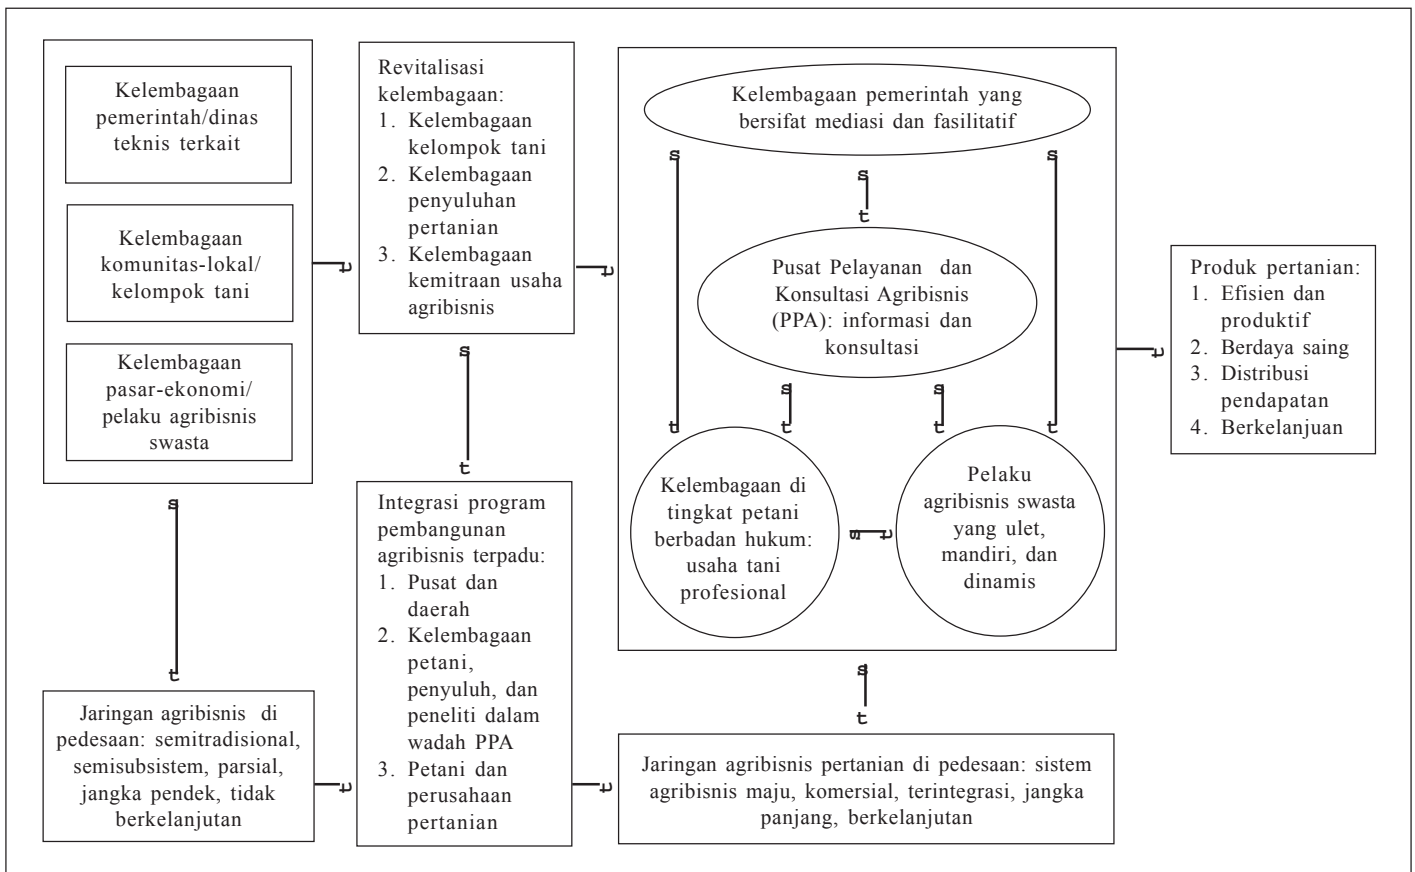 Kelembagaan
pemerintah/dinas
teknis terkait
Kelembagaan
komunitas-lokal/
kelompok tani
Kelembagaan
pasar-ekonomi/
pelaku agribisnis
swasta
s
t
Jaringan agribisnis di
pedesaan: semitradisional,
semisubsistem, parsial,
jangka pendek, tidak
berkelanjutan
t
t
Revitalisasi
kelembagaan:
1. Kelembagaan
kelompok tani
2. Kelembagaan
penyuluhan
pertanian
3. Kelembagaan
kemitraan usaha
agribisnis
s
t
Integrasi program
pembangunan
agribisnis terpadu:
1. Pusat dan
daerah
2. Kelembagaan
petani,
penyuluh, dan
peneliti dalam
wadah PPA
3. Petani dan
perusahaan
pertanian
t
t
Kelembagaan pemerintah yang
bersifat mediasi dan fasilitatif
s
s
s
t
Pusat Pelayanan dan
Konsultasi Agribisnis
(PPA): informasi dan
konsultasi
s
s
t
t
t
t
Kelembagaan di
tingkat petani
berbadan hukum:
usaha tani
profesional
s
t
Pelaku
agribisnis swasta
yang ulet,
mandiri, dan
dinamis
s
t
Jaringan agribisnis pertanian di pedesaan: sistem
agribisnis maju, komersial, terintegrasi, jangka
panjang, berkelanjutan
t
Produk pertanian:
1. Efisien dan
produktif
2. Berdaya saing
3. Distribusi
pendapatan
4. Berkelanjuan